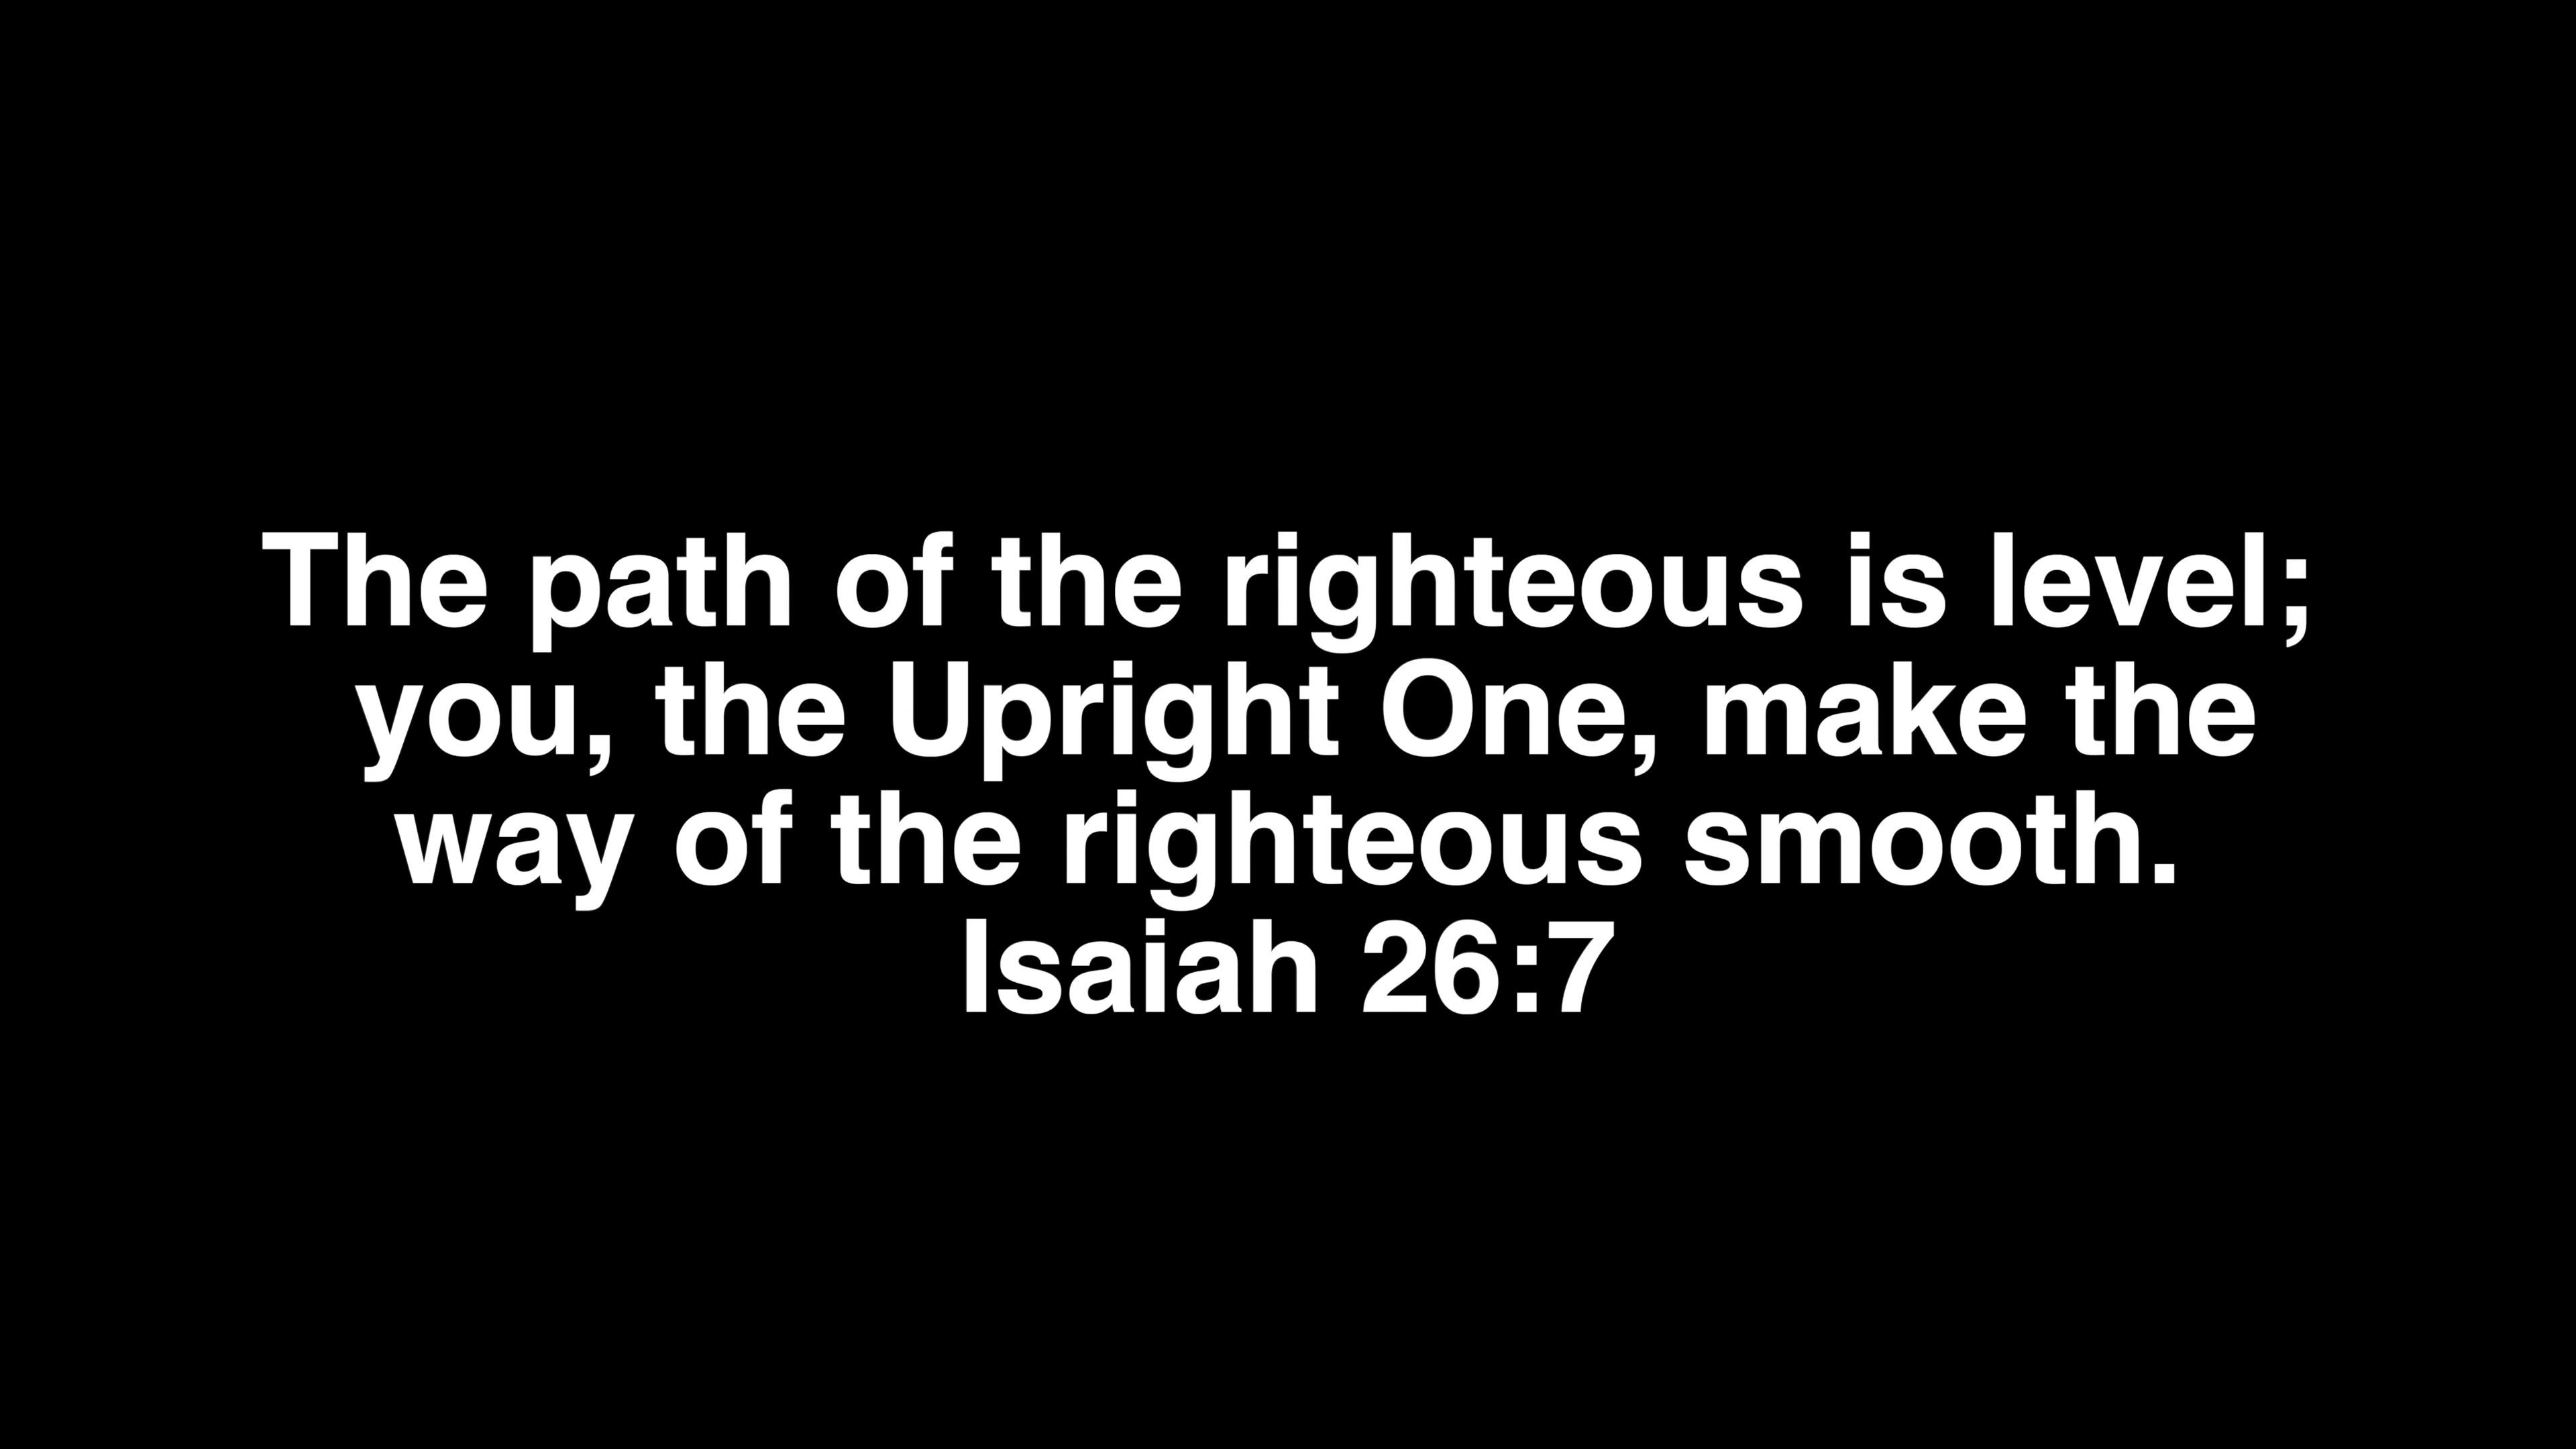 The path of the righteous is level;
you, the Upright One, make the
way of the righteous smooth.
Isaiah 26:7